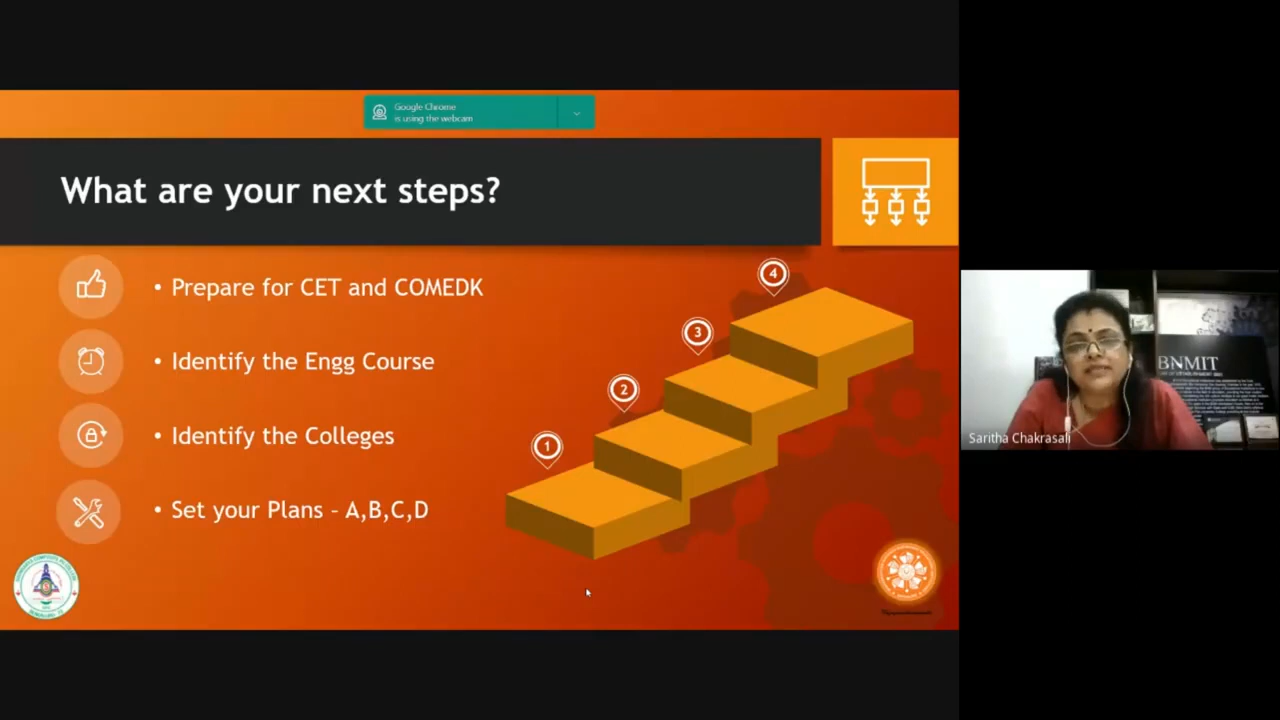 Google Chrome
is using the webcam
What are your next steps?
• Prepare for CET and COMEDK
• Identify the Engg Course
• Identify the Colleges
• Set your Plans – A,B,C,D
1
2
3
4
BNMIT
Saritha Chakrasali